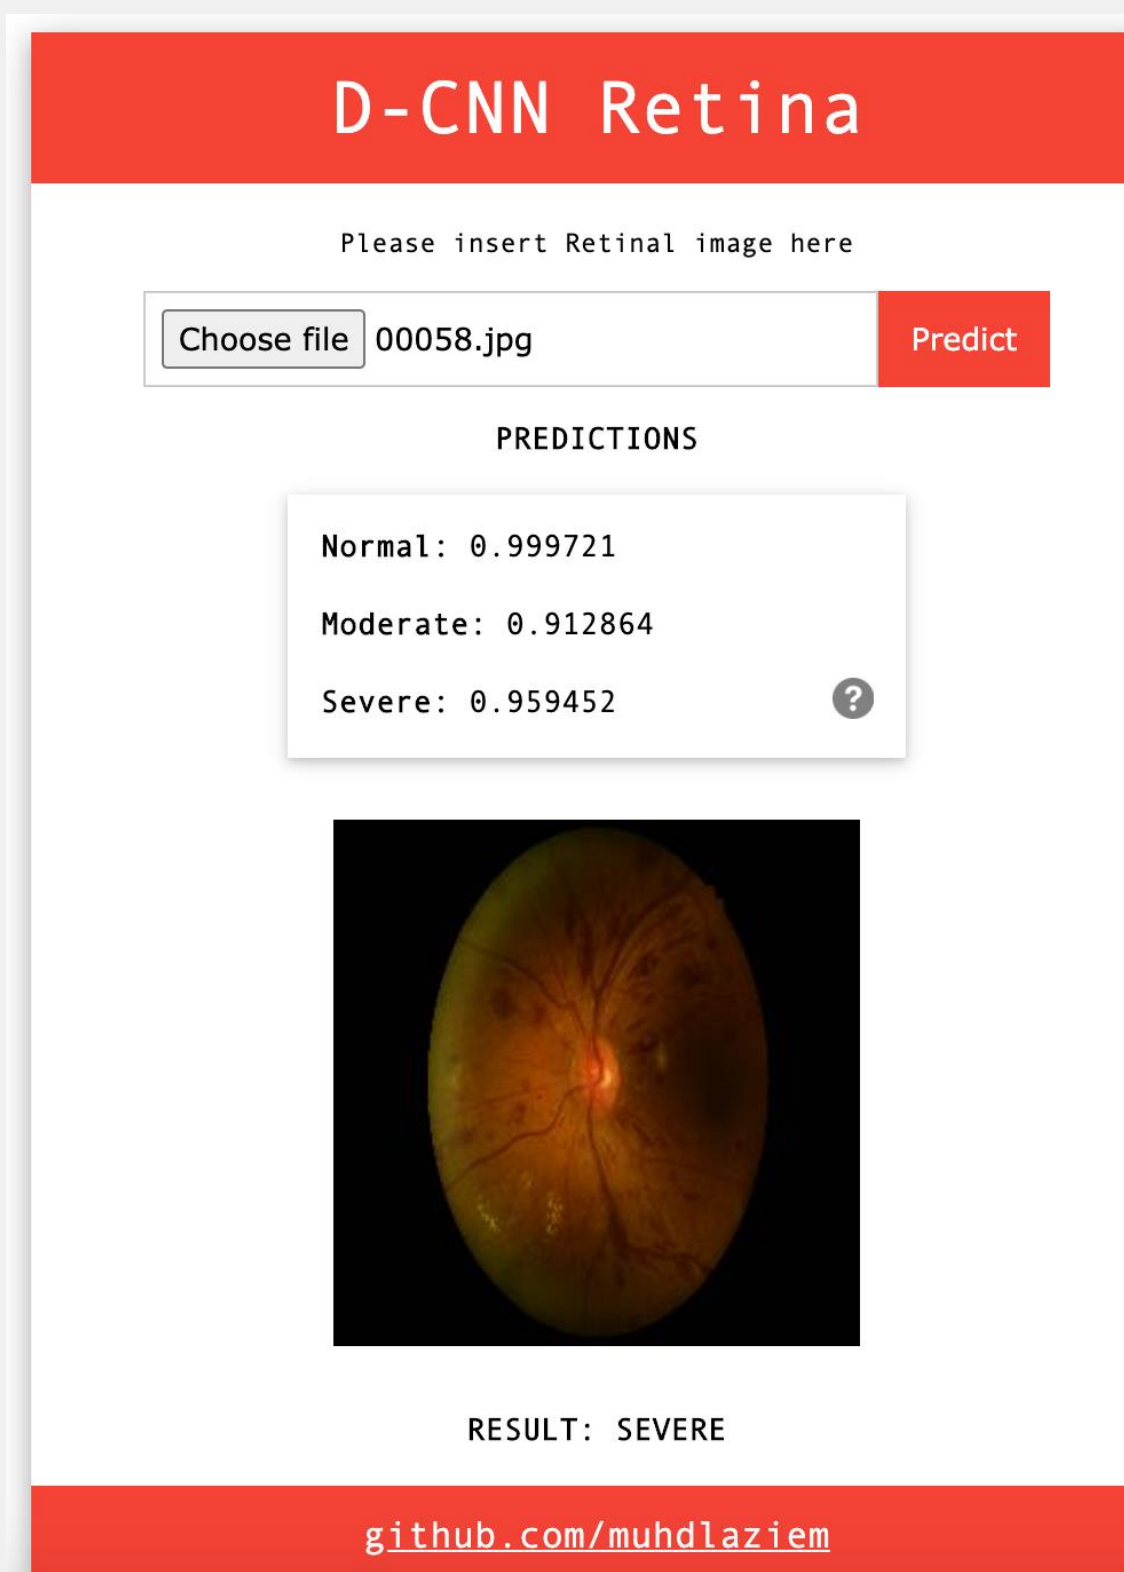 D-CNN Retina
Please insert Retinal image here
Choose file 00058.jpg Predict
PREDICTIONS
Normal: 0.999721
Moderate: 0.912864
Severe: 0.959452 ?
RESULT: SEVERE
github.com/muhdlaziem